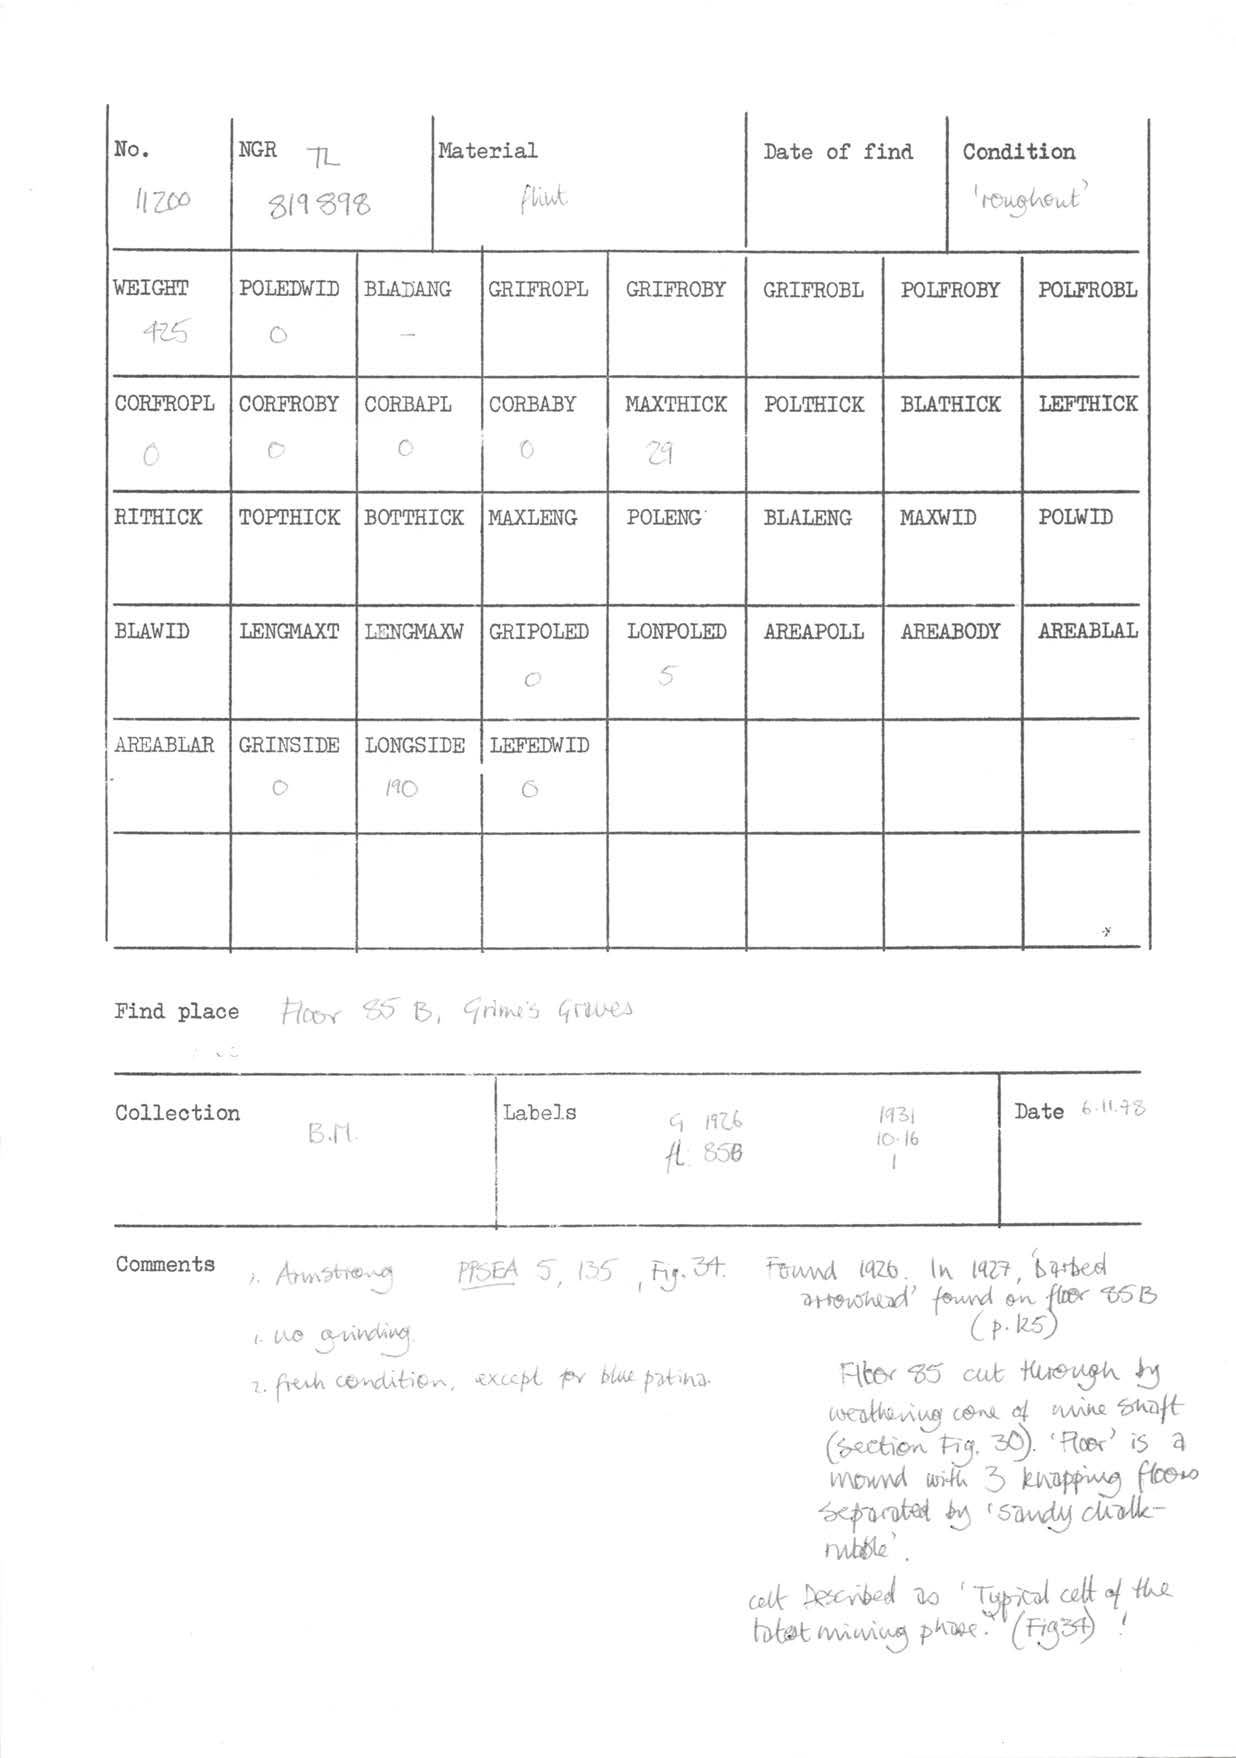 No. NGR TL Material Date of find Condition
11200 819898 flint 'roughout'
WEIGHT POLEDWID BLADANG GRIFROPL GRIFROBY GRIFROBL POLFROBY POLFROBL
425 0 –
CORFROPL CORFROBY CORBAPL CORBABY MAXTHICK POLTHICK BLATHICK LEFTHICK
0 0 0 0 29
RITHICK TOPTHICK BOTTHICK MAXLENG POLENG BLALENG MAXWID POLWID
BLAWID LENGMAXT LENGMAXW GRIPOLED LONPOLED AREAPOLL AREABODY AREABLAL
0 5
AREABLAR GRINSIDE LONGSIDE LEFEDWID
0 190 0
Find place Floor 85 B, Grime's Graves
Collection B.M. Labels G 1926 1931 Date 6.11.78
fl. 85B 10.16
1
Comments 1. Armstrong PPSEA 5, 135, Fig. 34. Found 1926. In 1927, 'barbed
arrowhead' found on floor 85B
(p. 125)
1. no grinding.
2. fresh condition, except for blue patina.
Floor 85 cut through by
weathering cone of mine shaft
(section Fig. 30). 'Floor' is a
mound with 3 knapping floors
separated by 'sandy chalk-
rubble'.
celt described as 'Typical celt of the
latest mining phase.' (Fig 34) !